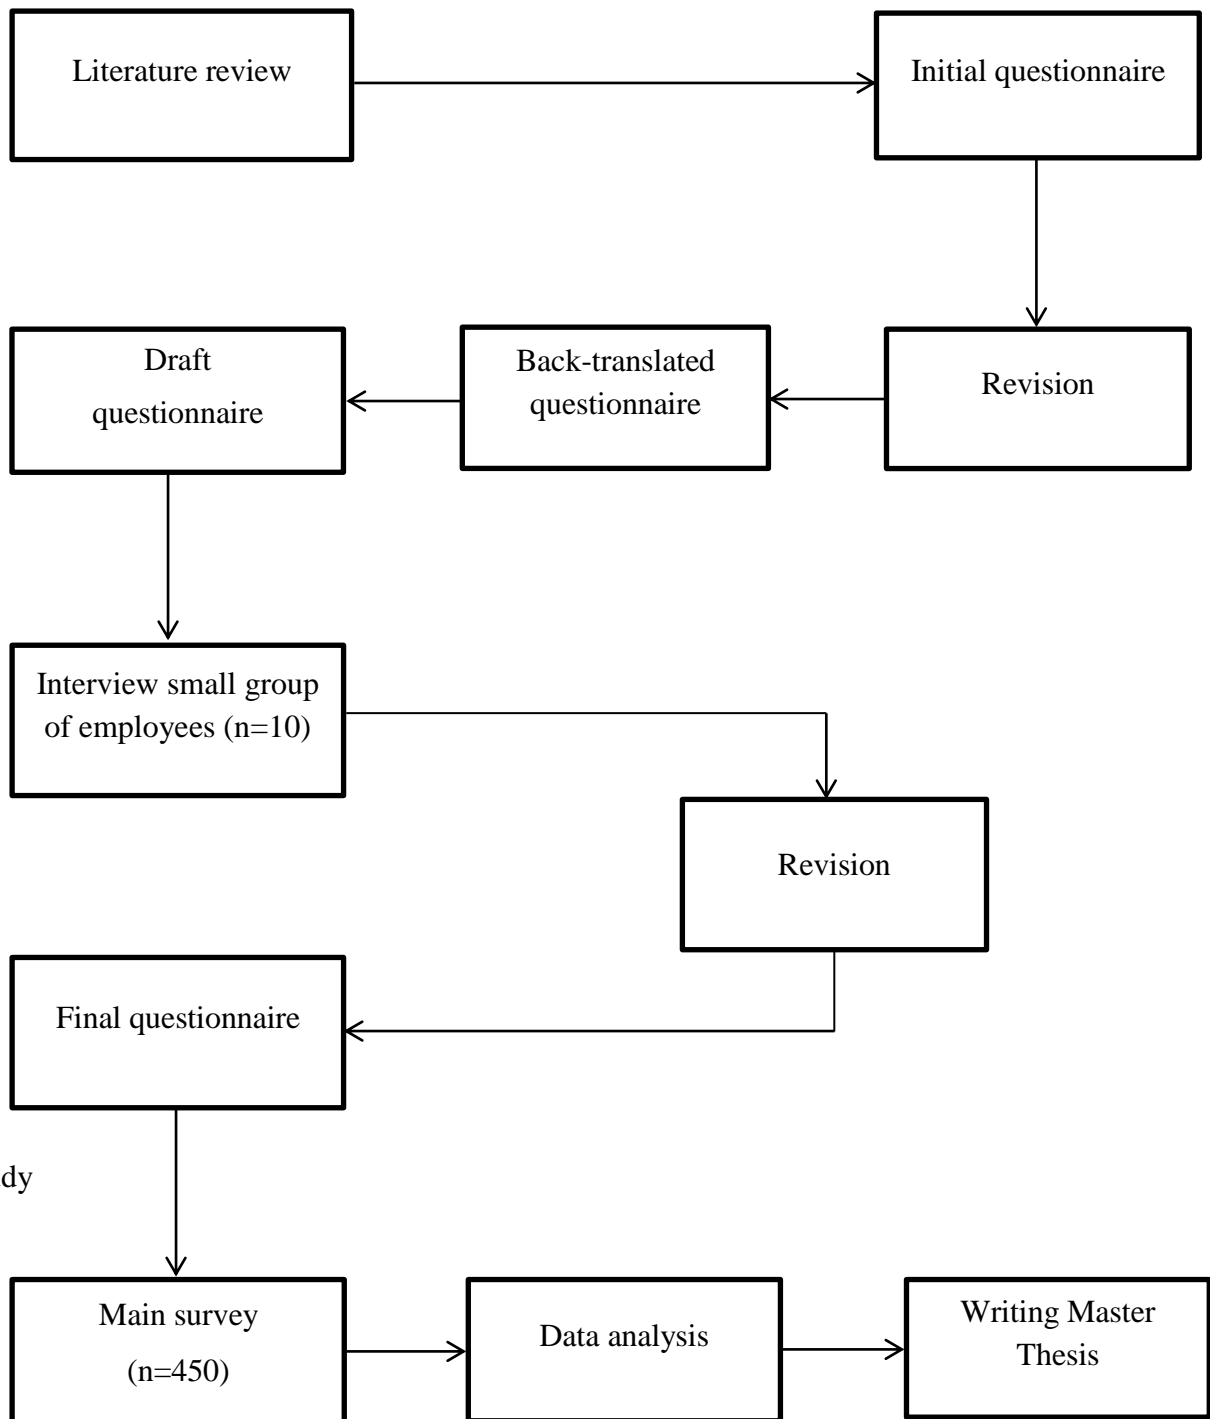 Literature review
Initial questionnaire
Draft
questionnaire
Back-translated
questionnaire
Revision
Interview small group
of employees (n=10)
Revision
Final questionnaire
Main survey
(n=450)
Data analysis
Writing Master
Thesis